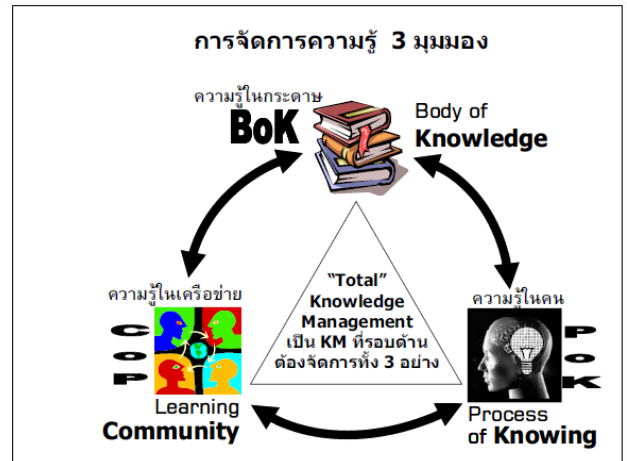 การจัดการความรู้ 3 มุมมอง
ความรู้ในกระดาษ
BoK
Body of
Knowledge
ความรู้ในเครือข่าย
CoP
Learning
Community
"Total"
Knowledge
Management
เป็น KM ที่รอบด้าน
ต้องจัดการทั้ง 3 อย่าง
ความรู้ในคน
PoK
Process
of Knowing